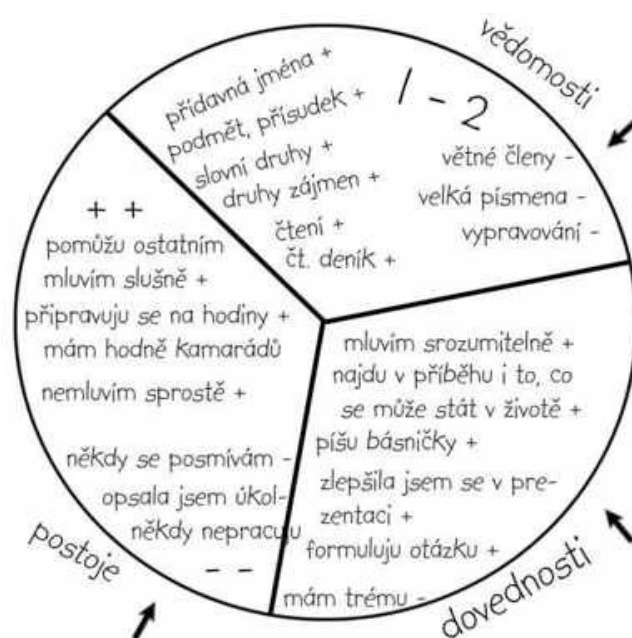 vědomosti
přídavná jména +
podmět, přísudek +
slovní druhy +
druhy zájmen +
čtení +
čt. deník +
1 - 2
větné členy -
velká písmena -
vypravování -
+ +
pomůžu ostatním
mluvím slušně +
připravuju se na hodiny +
mám hodně kamarádů
nemluvím sprostě +
někdy se posmívám -
opsala jsem úkol-
někdy nepracuju
- -
postoje
mluvím srozumitelně +
najdu v příběhu i to, co
se může stát v životě +
píšu básničky +
zlepšila jsem se v pre-
zentaci +
formuluju otázku +
mám trému -
dovednosti